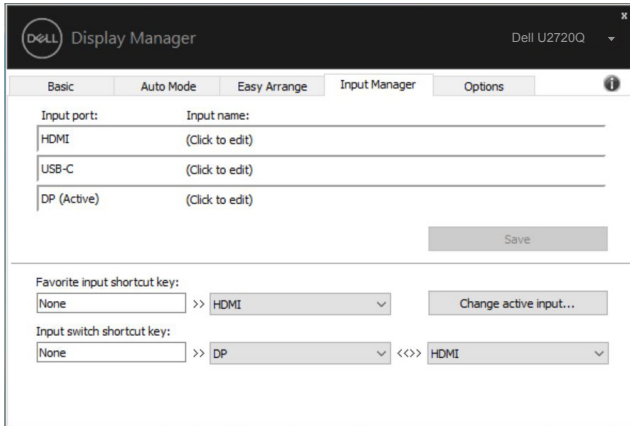 x
DELL Display Manager Dell U2720Q
Basic Auto Mode Easy Arrange Input Manager Options i
Input port: Input name:
HDMI (Click to edit)
USB-C (Click to edit)
DP (Active) (Click to edit)
Save
Favorite input shortcut key:
None >> HDMI Change active input...
Input switch shortcut key:
None >> DP <<>> HDMI